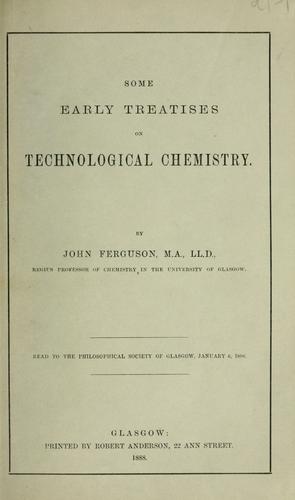 SOME
EARLY TREATISES
ON
TECHNOLOGICAL CHEMISTRY.
BY
JOHN FERGUSON, M.A., LL.D.,
REGIUS PROFESSOR OF CHEMISTRY IN THE UNIVERSITY OF GLASGOW.
READ TO THE PHILOSOPHICAL SOCIETY OF GLASGOW, JANUARY 6,
GLASGOW:
PRINTED BY ROBERT ANDERSON, 22 ANN STREET.
1888.